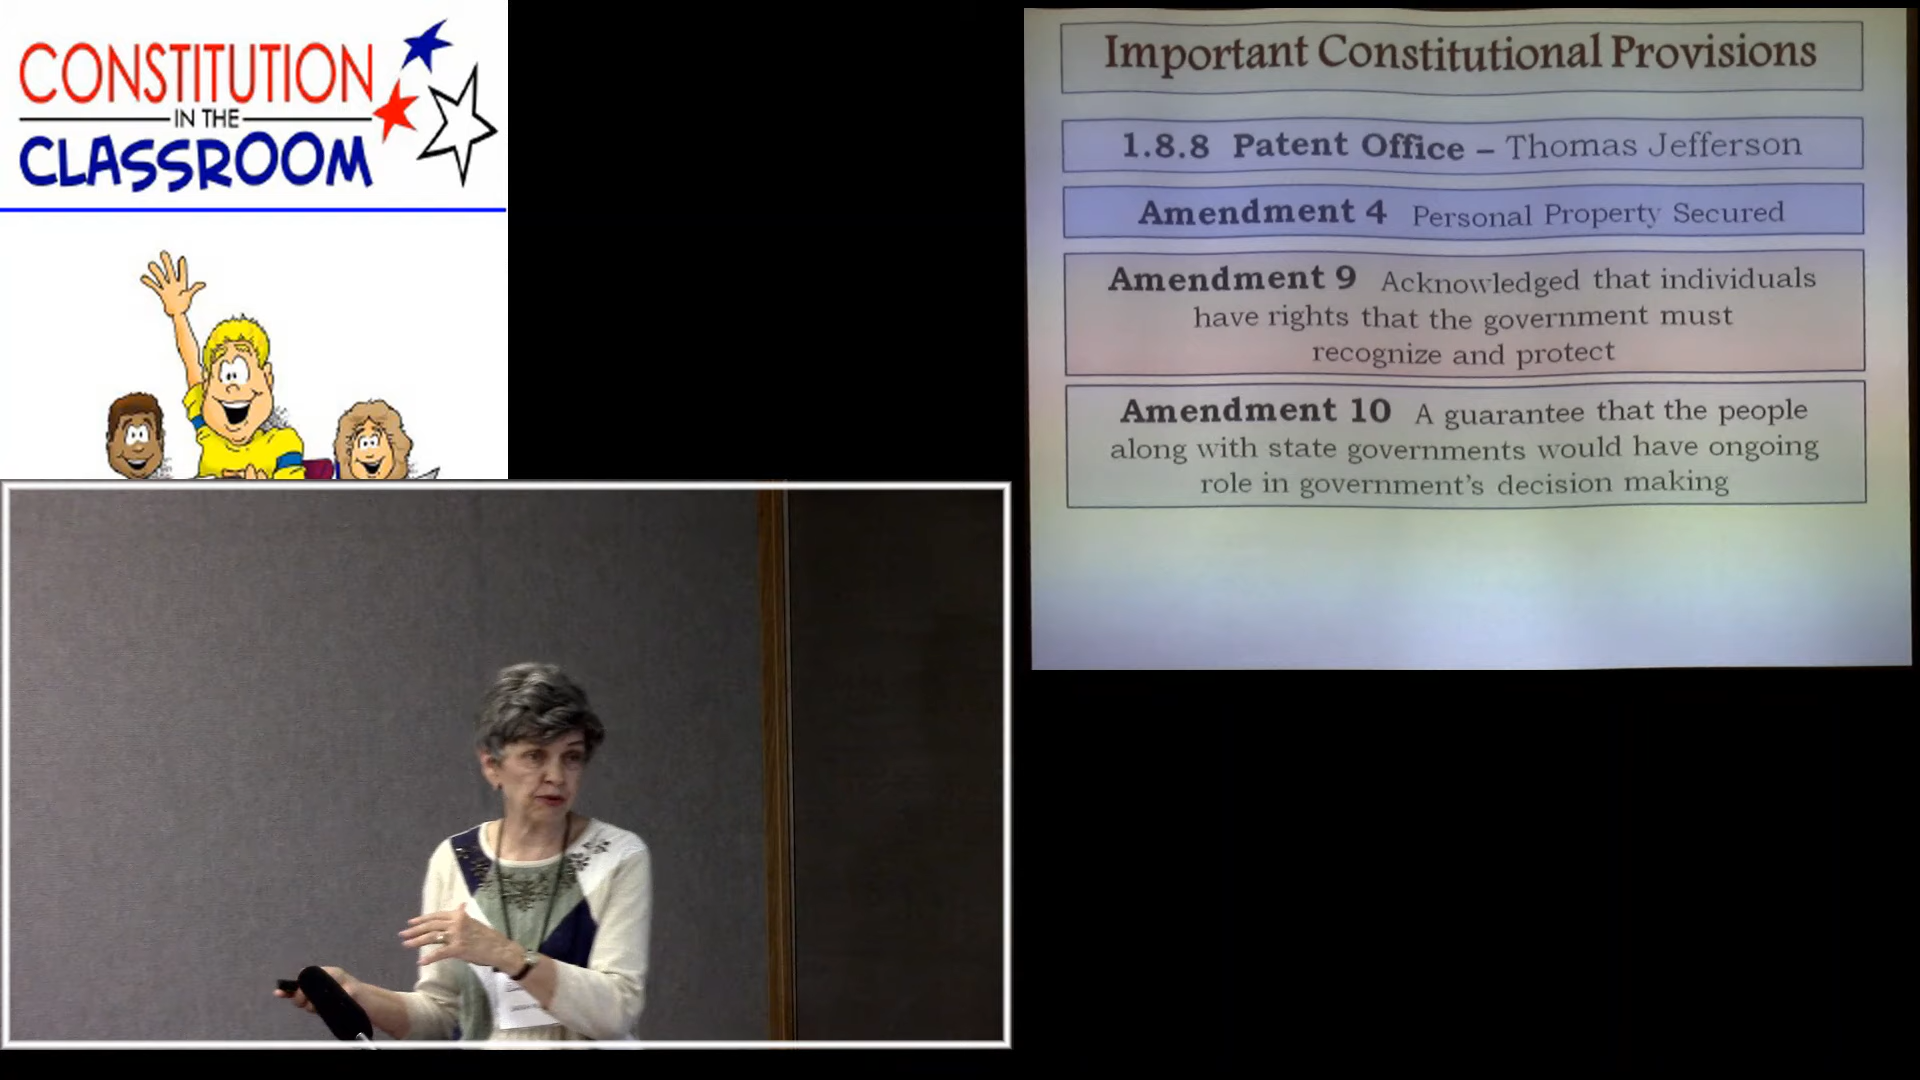 CONSTITUTION
IN THE
CLASSROOM
Important Constitutional Provisions
1.8.8 Patent Office – Thomas Jefferson
Amendment 4 Personal Property Secured
Amendment 9 Acknowledged that individuals
have rights that the government must
recognize and protect
Amendment 10 A guarantee that the people
along with state governments would have ongoing
role in government's decision making